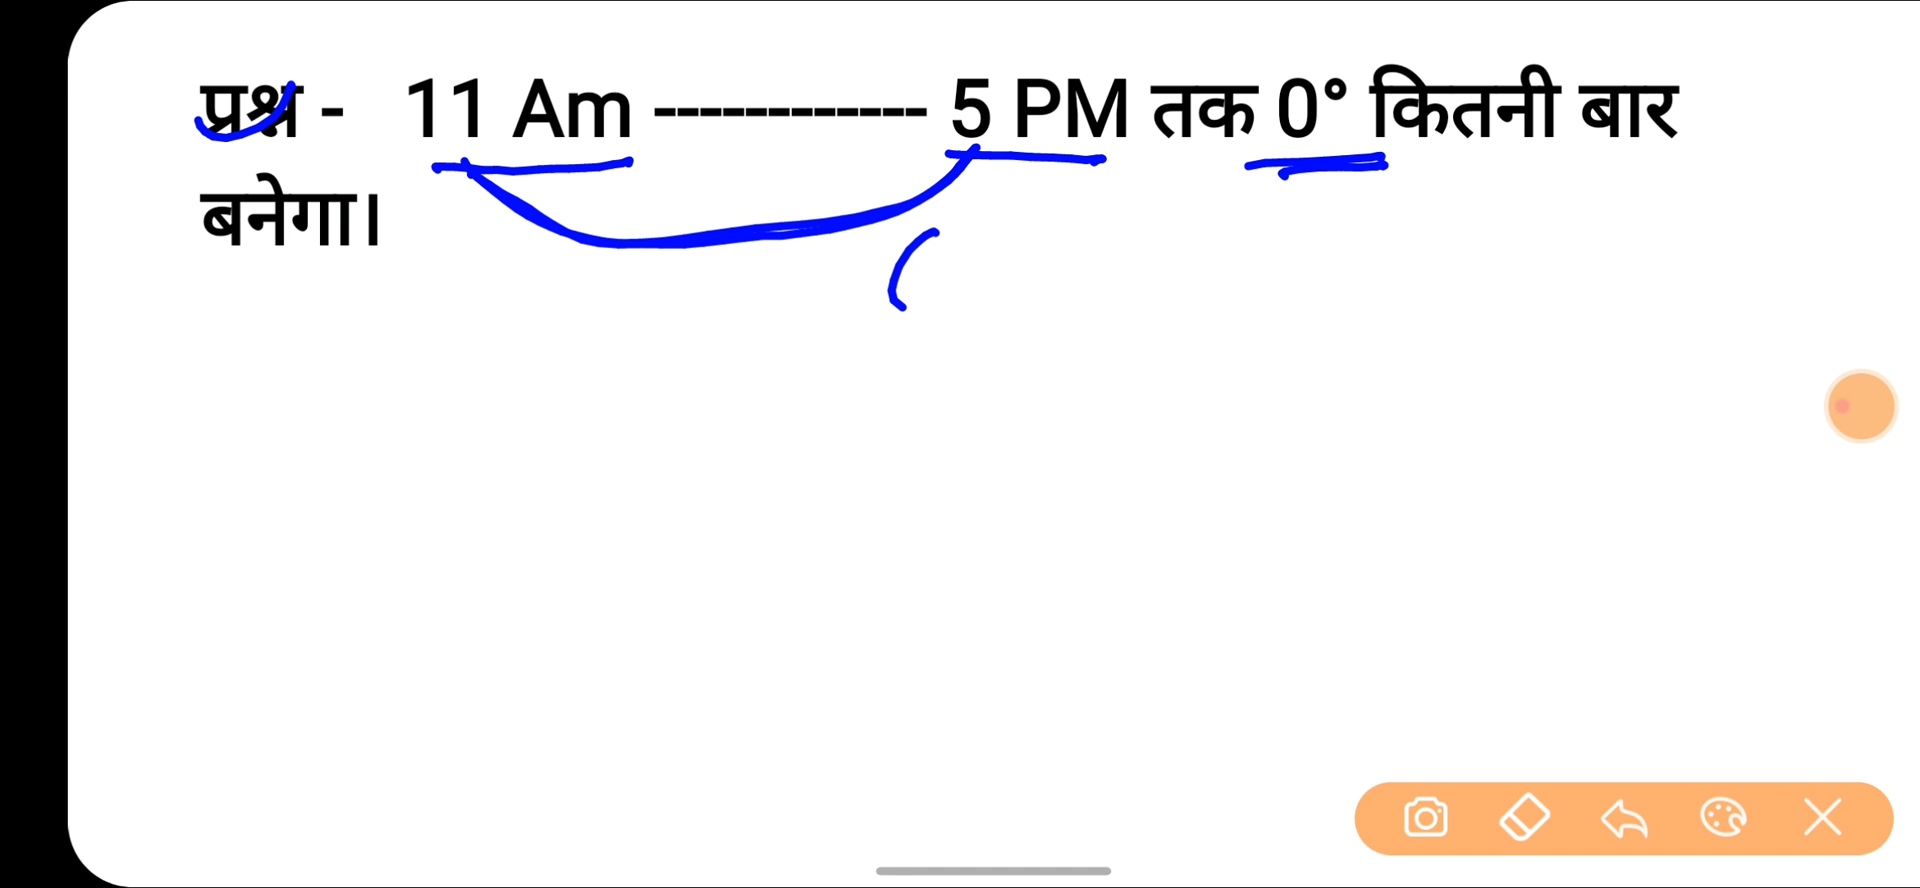 प्रश्न - 11 Am ------------ 5 PM तक 0° कितनी बार
बनेगा।